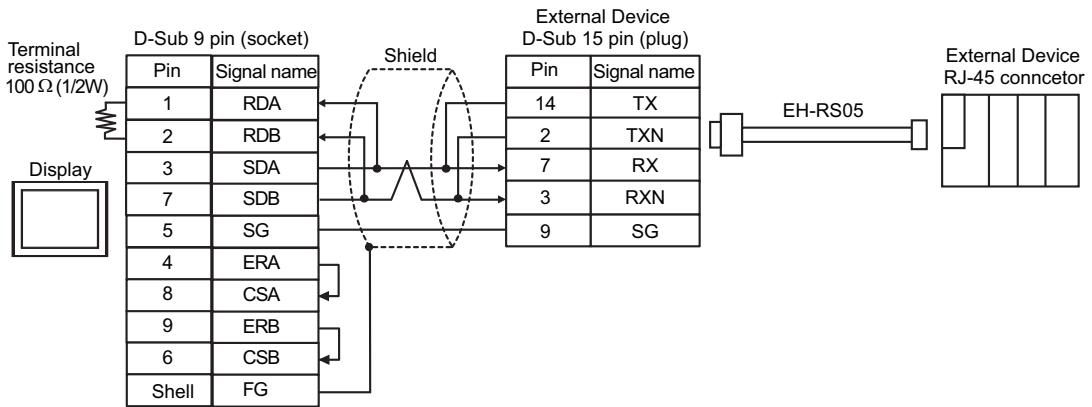 Terminal
resistance
100 Ω (1/2W)
Display
D-Sub 9 pin (socket)
Pin Signal name
1 RDA
2 RDB
3 SDA
7 SDB
5 SG
4 ERA
8 CSA
9 ERB
6 CSB
Shell FG
Shield
External Device
D-Sub 15 pin (plug)
Pin Signal name
14 TX
2 TXN
7 RX
3 RXN
9 SG
EH-RS05
External Device
RJ-45 conncetor